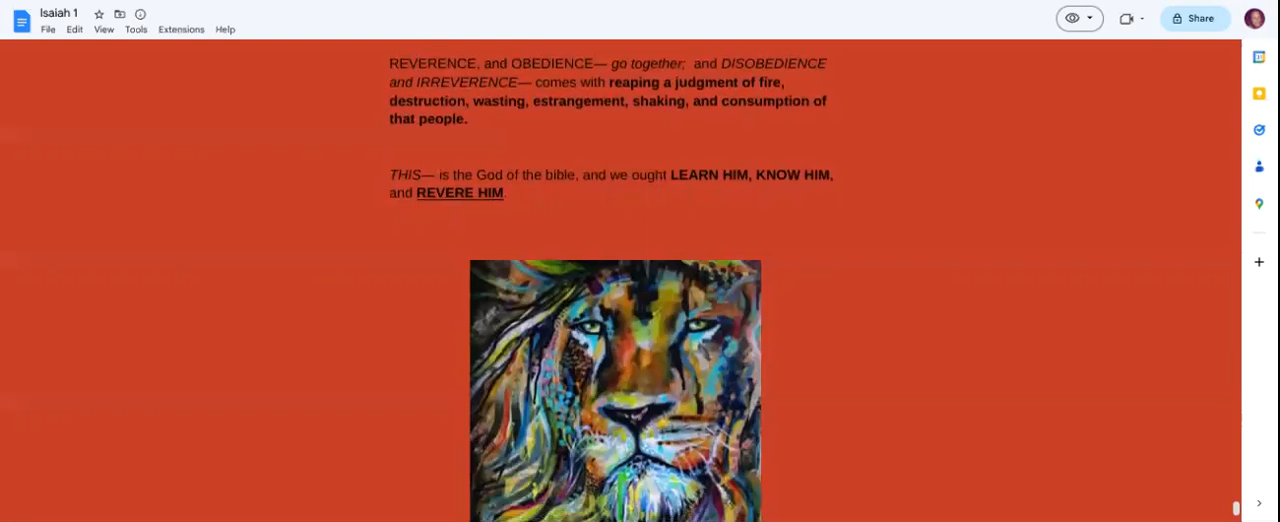 Isaiah 1
File Edit View Tools Extensions Help
Share
REVERENCE, and OBEDIENCE— go together;  and DISOBEDIENCE
and IRREVERENCE— comes with reaping a judgment of fire,
destruction, wasting, estrangement, shaking, and consumption of
that people.
THIS— is the God of the bible, and we ought LEARN HIM, KNOW HIM,
and REVERE HIM.